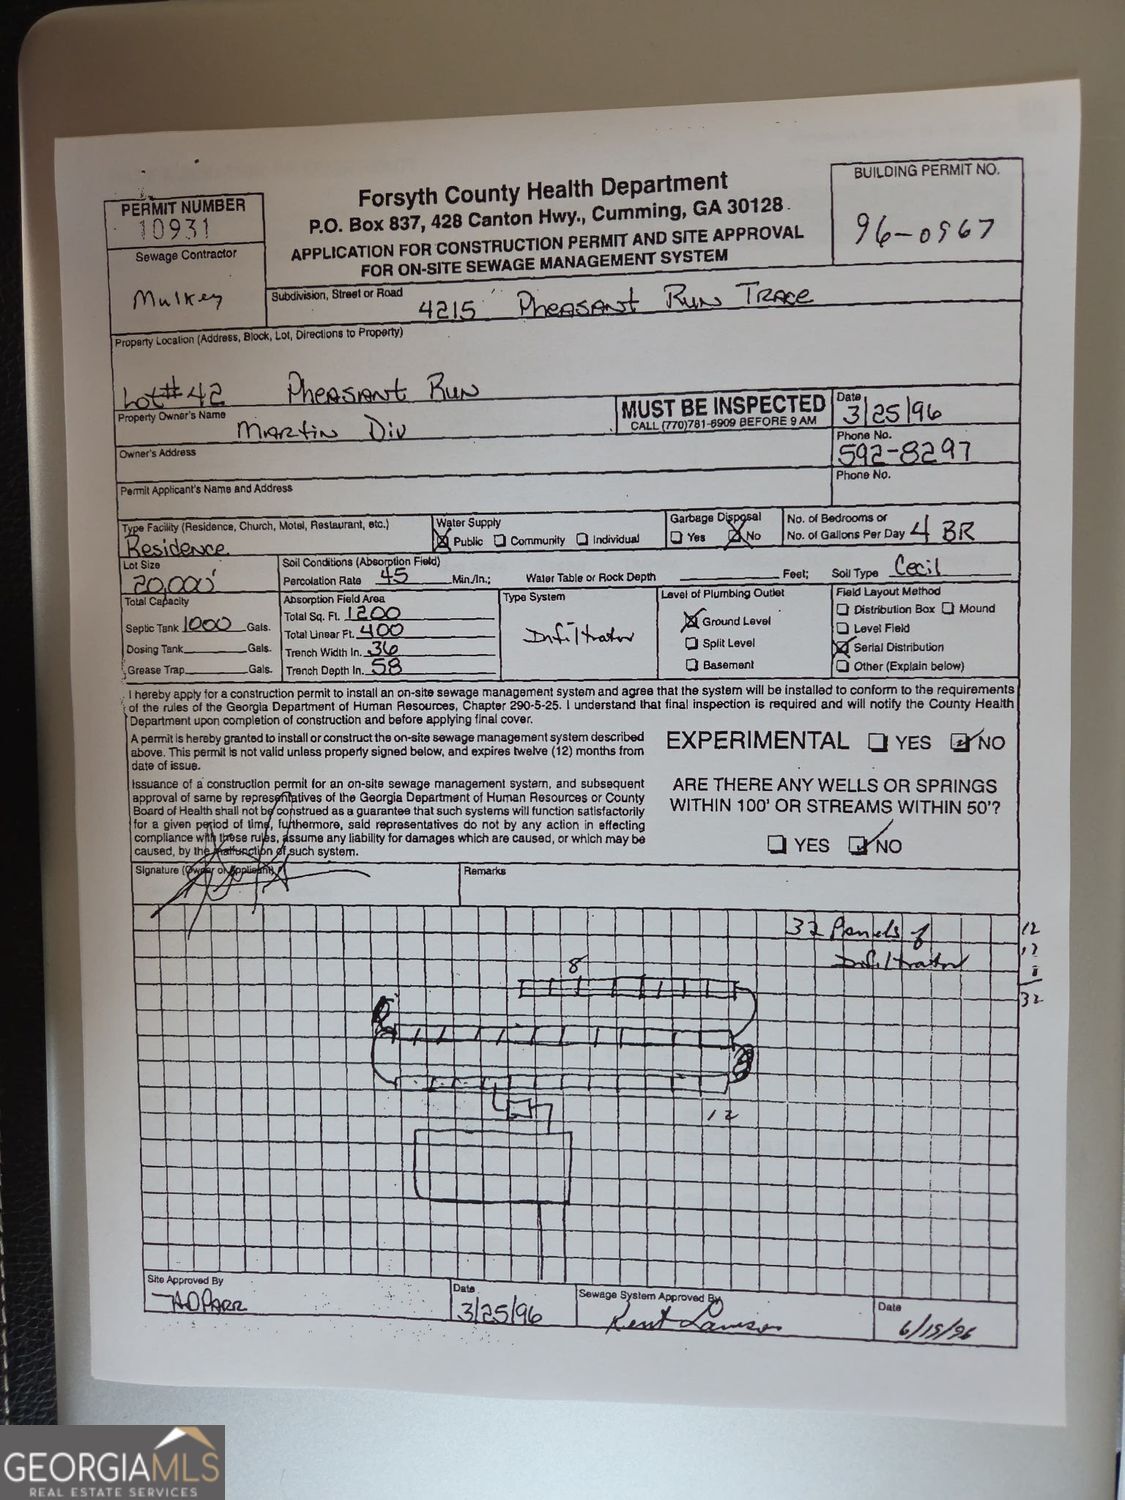 Forsyth County Health Department
P.O. Box 837, 428 Canton Hwy., Cumming, GA 30128
APPLICATION FOR CONSTRUCTION PERMIT AND SITE APPROVAL
FOR ON-SITE SEWAGE MANAGEMENT SYSTEM
PERMIT NUMBER
10931
BUILDING PERMIT NO.
96-0967
Sewage Contractor
Mulkey
Subdivision, Street or Road 4215 Pheasant Run Trace
Property Location (Address, Block, Lot, Directions to Property)
Lot# 42 Pheasant Run
Property Owner's Name
Martin Div
MUST BE INSPECTED
CALL (770)781-6909 BEFORE 9 AM
Date
3/25/96
Owner's Address
Phone No.
592-8297
Permit Applicant's Name and Address
Phone No.
Type Facility (Residence, Church, Motel, Restaurant, etc.)
Residence
Water Supply
Public Community Individual
Garbage Disposal
Yes No
No. of Bedrooms or
No. of Gallons Per Day 4 BR
Lot Size
20,000'
Soil Conditions (Absorption Field)
Percolation Rate 45 Min./In.; Water Table or Rock Depth Feet; Soil Type Cecil
Total Capacity
Septic Tank 1000 Gals.
Dosing Tank Gals.
Grease Trap Gals.
Absorption Field Area
Total Sq. Ft. 1200
Total Linear Ft. 400
Trench Width In. 36
Trench Depth In. 58
Type System
Infiltrator
Level of Plumbing Outlet
Ground Level
Split Level
Basement
Field Layout Method
Distribution Box Mound
Level Field
Serial Distribution
Other (Explain below)
I hereby apply for a construction permit to install an on-site sewage management system and agree that the system will be installed to conform to the requirements
of the rules of the Georgia Department of Human Resources, Chapter 290-5-25. I understand that final inspection is required and will notify the County Health
Department upon completion of construction and before applying final cover.
A permit is hereby granted to install or construct the on-site sewage management system described
above. This permit is not valid unless properly signed below, and expires twelve (12) months from
date of issue.
Issuance of a construction permit for an on-site sewage management system, and subsequent
approval of same by representatives of the Georgia Department of Human Resources or County
Board of Health shall not be construed as a guarantee that such systems will function satisfactorily
for a given period of time, furthermore, said representatives do not by any action in effecting
compliance with these rules, assume any liability for damages which are caused, or which may be
caused, by the malfunction of such system.
EXPERIMENTAL YES NO
ARE THERE ANY WELLS OR SPRINGS
WITHIN 100' OR STREAMS WITHIN 50'?
YES NO
Signature (Owner or Applicant)
Remarks
32 Panels of
Infiltrator
12
12
8
32
8
12
Site Approved By
Date
3/25/96
Sewage System Approved By
Kent
Date
6/19/96
GEORGIAMLS
REAL ESTATE SERVICES